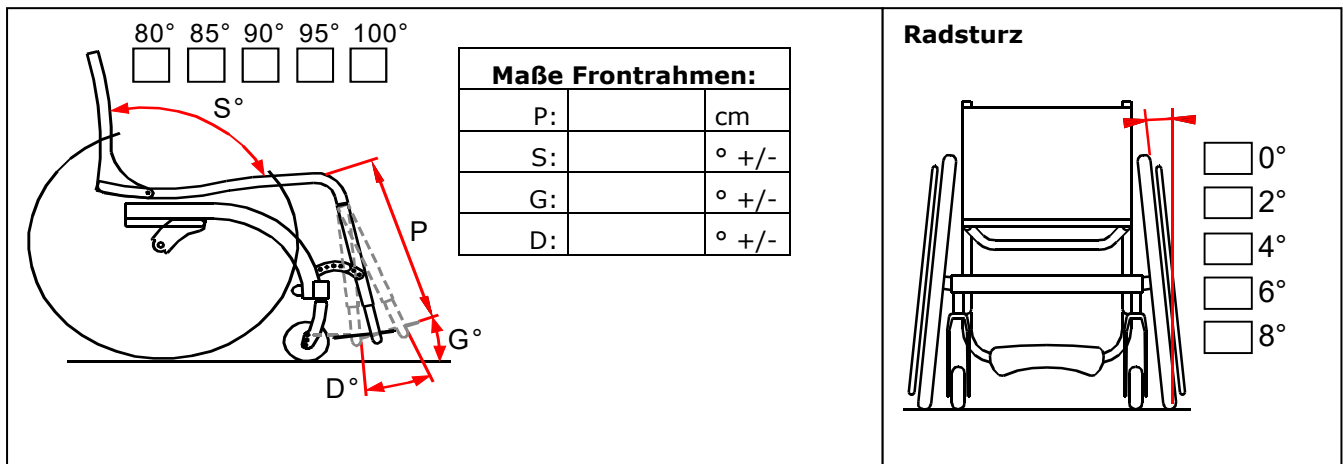 80° 85° 90° 95° 100°
S°
P
G°
D°
Maße Frontrahmen:
P: cm
S: ° +/-
G: ° +/-
D: ° +/-
Radsturz
0°
2°
4°
6°
8°